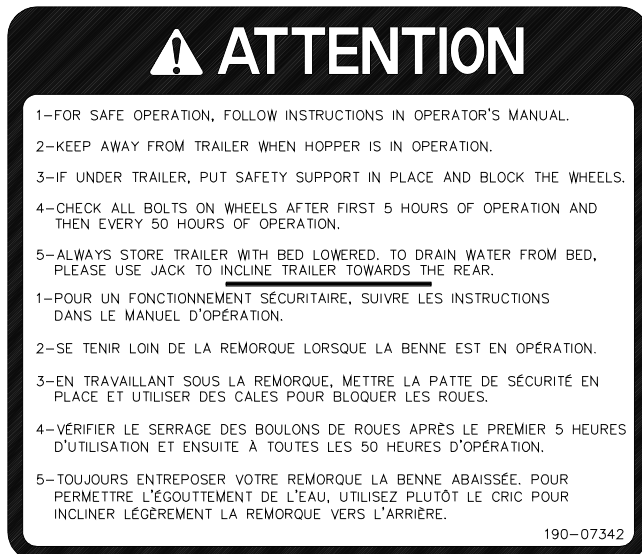 ATTENTION
1-FOR SAFE OPERATION, FOLLOW INSTRUCTIONS IN OPERATOR'S MANUAL.
2-KEEP AWAY FROM TRAILER WHEN HOPPER IS IN OPERATION.
3-IF UNDER TRAILER, PUT SAFETY SUPPORT IN PLACE AND BLOCK THE WHEELS.
4-CHECK ALL BOLTS ON WHEELS AFTER FIRST 5 HOURS OF OPERATION AND
THEN EVERY 50 HOURS OF OPERATION.
5-ALWAYS STORE TRAILER WITH BED LOWERED. TO DRAIN WATER FROM BED,
PLEASE USE JACK TO INCLINE TRAILER TOWARDS THE REAR.
1-POUR UN FONCTIONNEMENT SÉCURITAIRE, SUIVRE LES INSTRUCTIONS
DANS LE MANUEL D'OPÉRATION.
2-SE TENIR LOIN DE LA REMORQUE LORSQUE LA BENNE EST EN OPÉRATION.
3-EN TRAVAILLANT SOUS LA REMORQUE, METTRE LA PATTE DE SÉCURITÉ EN
PLACE ET UTILISER DES CALES POUR BLOQUER LES ROUES.
4-VÉRIFIER LE SERRAGE DES BOULONS DE ROUES APRÈS LE PREMIER 5 HEURES
D'UTILISATION ET ENSUITE À TOUTES LES 50 HEURES D'OPÉRATION.
5-TOUJOURS ENTREPOSER VOTRE REMORQUE LA BENNE ABAISSÉE. POUR
PERMETTRE L'ÉGOUTTEMENT DE L'EAU, UTILISEZ PLUTÔT LE CRIC POUR
INCLINER LÉGÈREMENT LA REMORQUE VERS L'ARRIÈRE.
190-07342